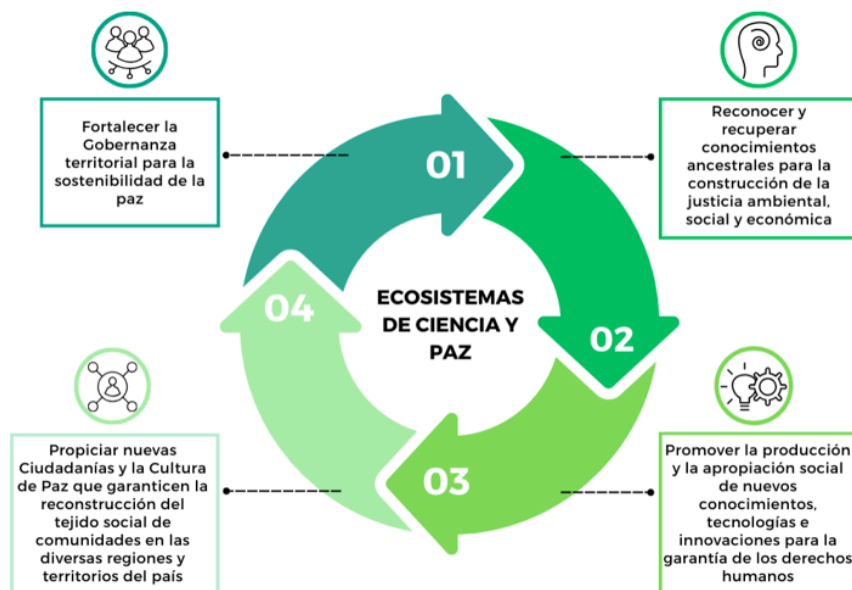 Fortalecer la
Gobernanza
territorial para la
sostenibilidad de la
paz
01
Reconocer y
recuperar
conocimientos
ancestrales para la
construcción de la
justicia ambiental,
social y económica
04
ECOSISTEMAS
DE CIENCIA Y
PAZ
02
Propiciar nuevas
Ciudadanías y la Cultura
de Paz que garanticen la
reconstrucción del
tejido social de
comunidades en las
diversas regiones y
territorios del país
03
Promover la producción
y la apropiación social
de nuevos
conocimientos,
tecnologías e
innovaciones para la
garantía de los derechos
humanos